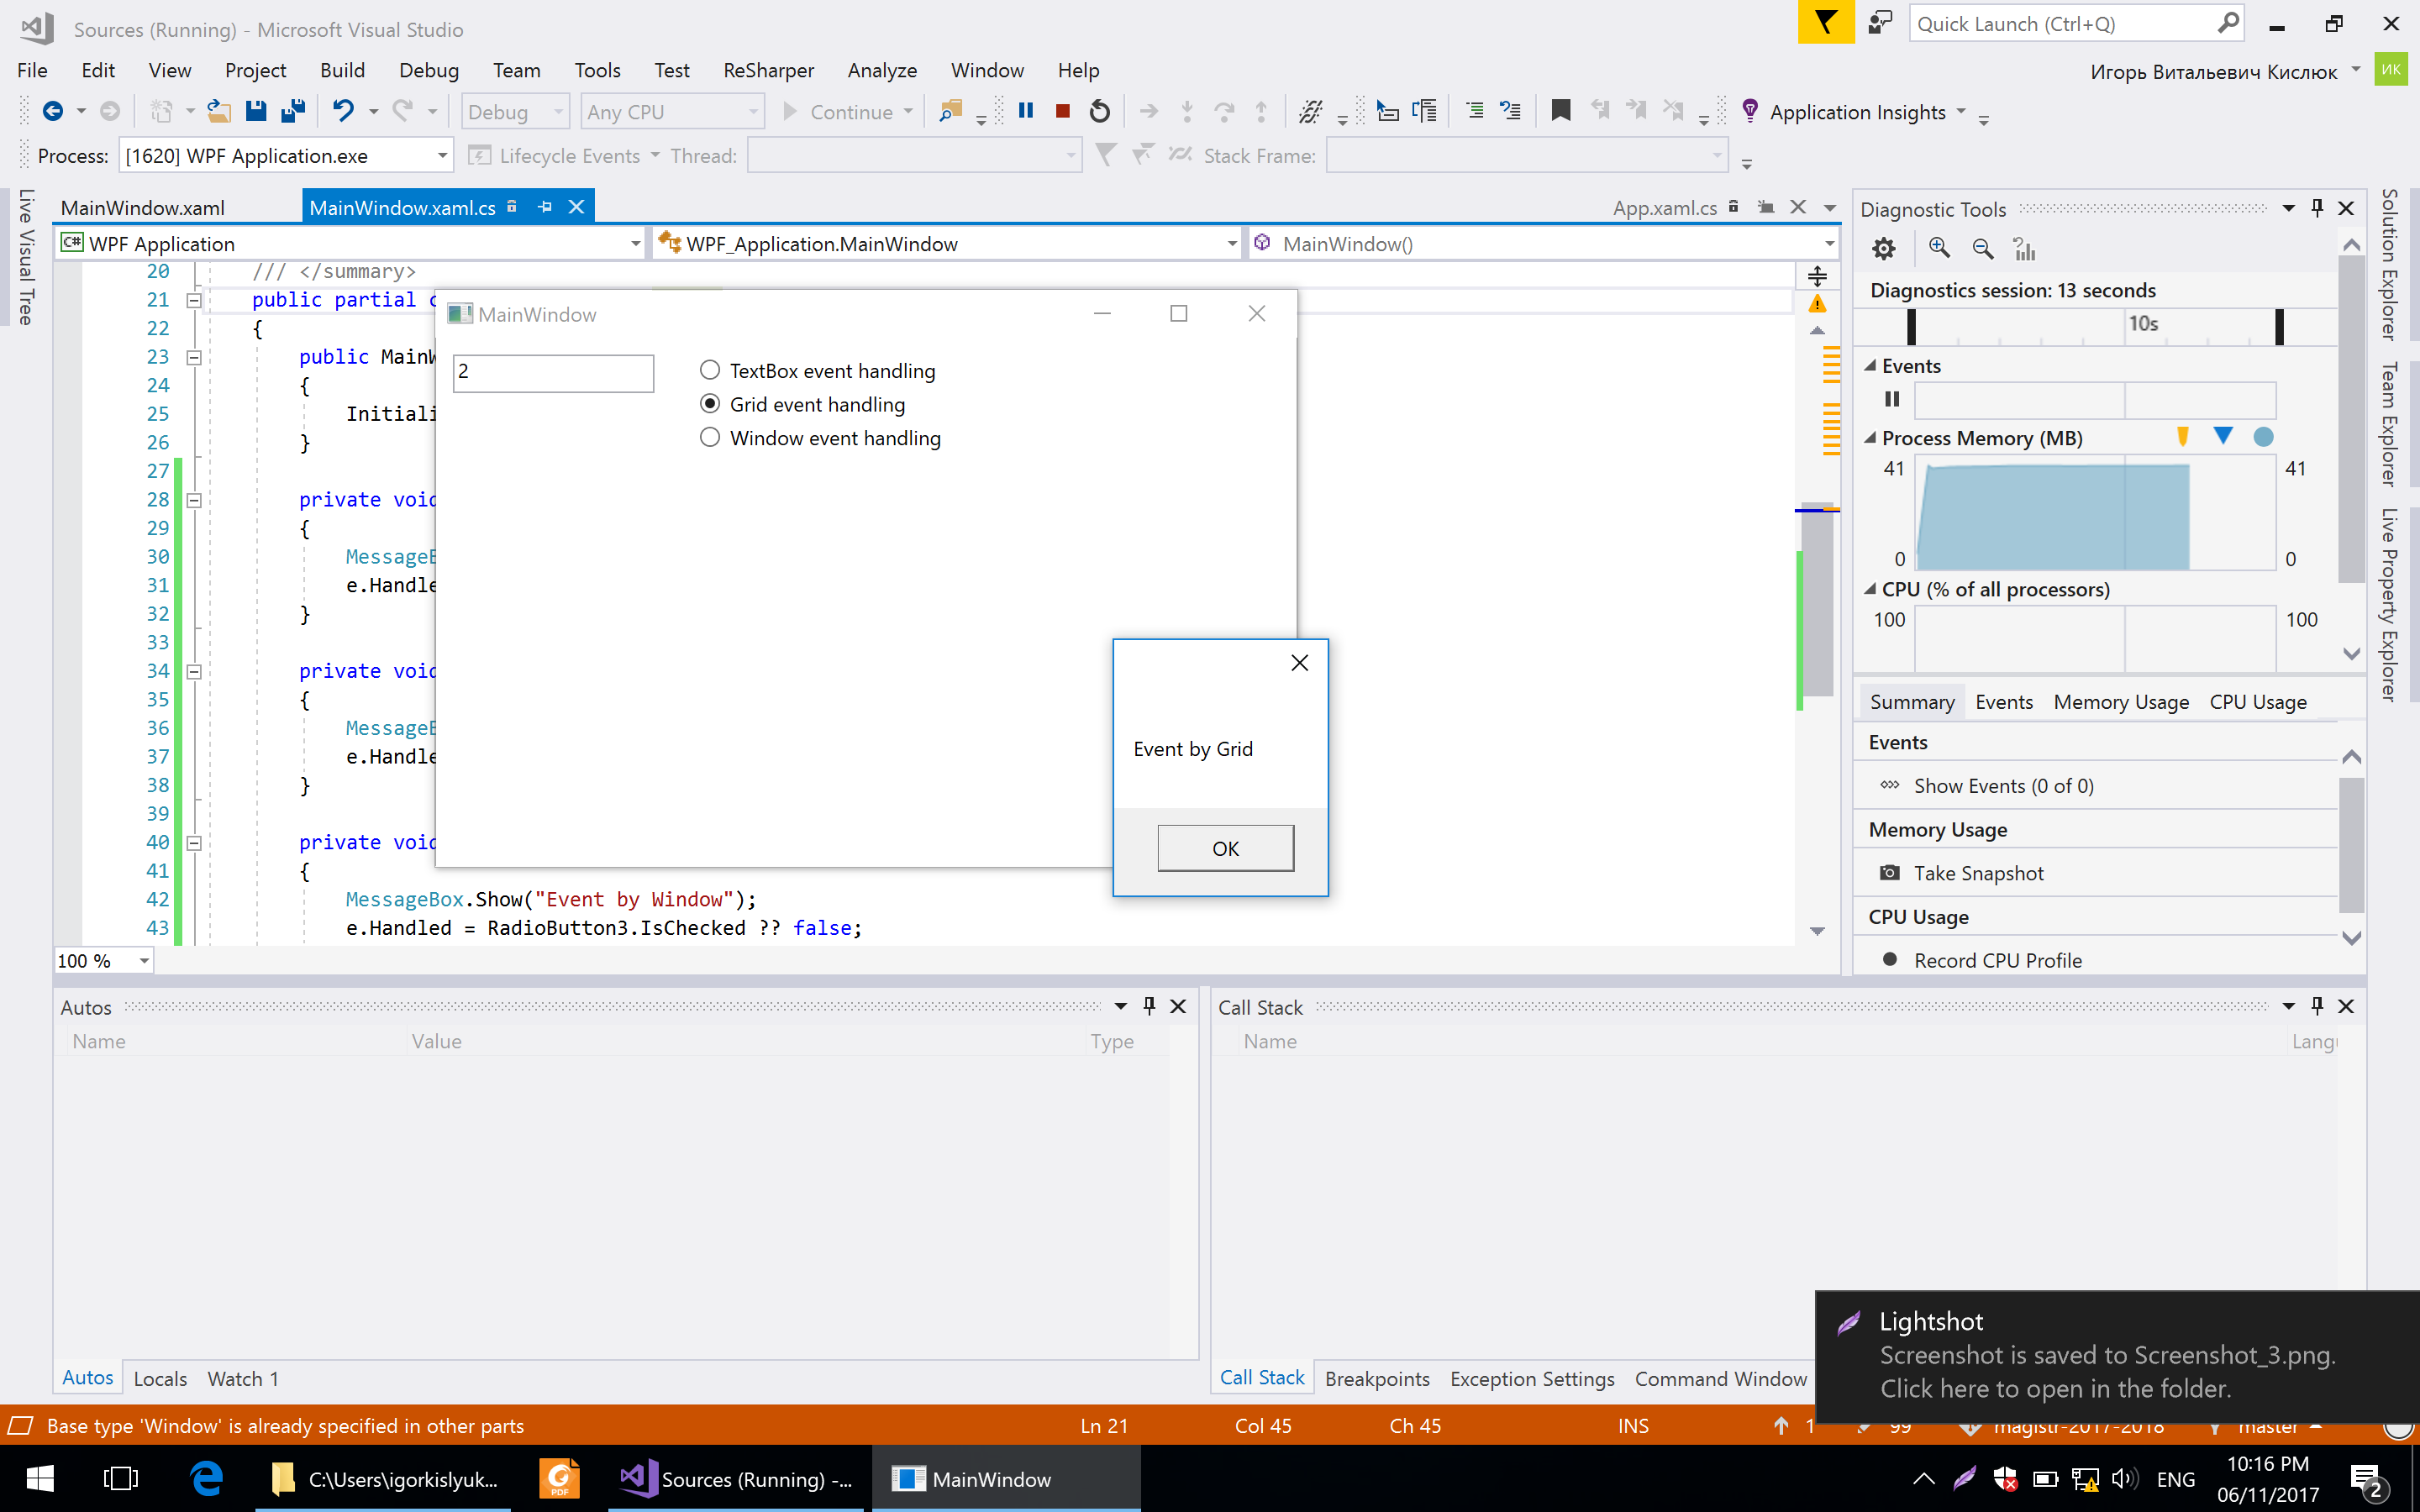 Sources (Running) - Microsoft Visual Studio
Quick Launch (Ctrl+Q)
File Edit View Project Build Debug Team Tools Test ReSharper Analyze Window Help
Игорь Витальевич Кислюк
ИК
Debug Any CPU Continue Application Insights
Process: [1620] WPF Application.exe Lifecycle Events Thread: Stack Frame:
Live Visual Tree
MainWindow.xaml MainWindow.xaml.cs App.xaml.cs
C# WPF Application WPF_Application.MainWindow MainWindow()
20 /// </summary>
21 public partial c
22 {
23 public MainW
24 {
25 Initiali
26 }
27
28 private void
29 {
30 MessageB
31 e.Handle
32 }
33
34 private void
35 {
36 MessageB
37 e.Handle
38 }
39
40 private void
41 {
42 MessageBox.Show("Event by Window");
43 e.Handled = RadioButton3.IsChecked ?? false;
100 %
MainWindow
2
TextBox event handling
Grid event handling
Window event handling
Event by Grid
OK
Diagnostic Tools
Diagnostics session: 13 seconds
10s
Events
Process Memory (MB)
41 41
0 0
CPU (% of all processors)
100 100
Summary Events Memory Usage CPU Usage
Events
Show Events (0 of 0)
Memory Usage
Take Snapshot
CPU Usage
Record CPU Profile
Solution Explorer
Team Explorer
Live Property Explorer
Autos
Name Value Type
Autos Locals Watch 1
Call Stack
Name Langu
Call Stack Breakpoints Exception Settings Command Window
Lightshot
Screenshot is saved to Screenshot_3.png.
Click here to open in the folder.
Base type 'Window' is already specified in other parts Ln 21 Col 45 Ch 45 INS 1 99 magistr-2017-2018 master
C:\Users\igorkislyuk... PDF Sources (Running) -... MainWindow
ENG
10:16 PM
06/11/2017
2